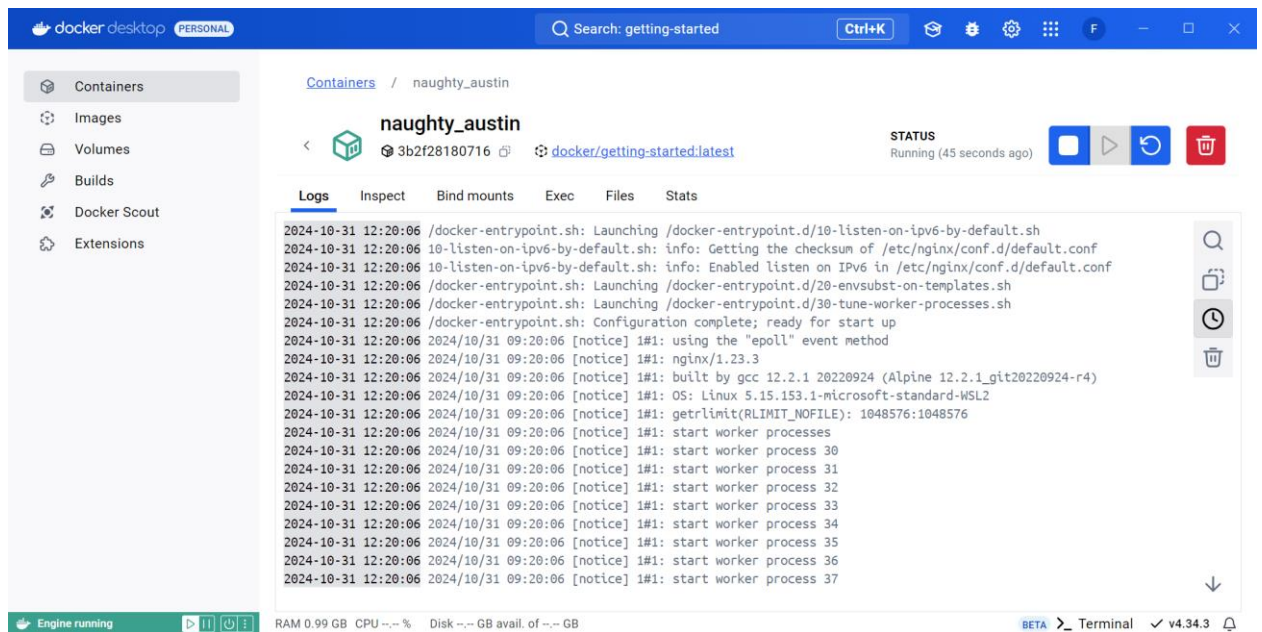 docker desktop PERSONAL
Search: getting-started Ctrl+K
F
Containers
Images
Volumes
Builds
Docker Scout
Extensions
Containers / naughty_austin
naughty_austin
3b2f28180716 docker/getting-started:latest
STATUS
Running (45 seconds ago)
Logs Inspect Bind mounts Exec Files Stats
2024-10-31 12:20:06 /docker-entrypoint.sh: Launching /docker-entrypoint.d/10-listen-on-ipv6-by-default.sh
2024-10-31 12:20:06 10-listen-on-ipv6-by-default.sh: info: Getting the checksum of /etc/nginx/conf.d/default.conf
2024-10-31 12:20:06 10-listen-on-ipv6-by-default.sh: info: Enabled listen on IPv6 in /etc/nginx/conf.d/default.conf
2024-10-31 12:20:06 /docker-entrypoint.sh: Launching /docker-entrypoint.d/20-envsubst-on-templates.sh
2024-10-31 12:20:06 /docker-entrypoint.sh: Launching /docker-entrypoint.d/30-tune-worker-processes.sh
2024-10-31 12:20:06 /docker-entrypoint.sh: Configuration complete; ready for start up
2024-10-31 12:20:06 2024/10/31 09:20:06 [notice] 1#1: using the "epoll" event method
2024-10-31 12:20:06 2024/10/31 09:20:06 [notice] 1#1: nginx/1.23.3
2024-10-31 12:20:06 2024/10/31 09:20:06 [notice] 1#1: built by gcc 12.2.1 20220924 (Alpine 12.2.1_git20220924-r4)
2024-10-31 12:20:06 2024/10/31 09:20:06 [notice] 1#1: OS: Linux 5.15.153.1-microsoft-standard-WSL2
2024-10-31 12:20:06 2024/10/31 09:20:06 [notice] 1#1: getrlimit(RLIMIT_NOFILE): 1048576:1048576
2024-10-31 12:20:06 2024/10/31 09:20:06 [notice] 1#1: start worker processes
2024-10-31 12:20:06 2024/10/31 09:20:06 [notice] 1#1: start worker process 30
2024-10-31 12:20:06 2024/10/31 09:20:06 [notice] 1#1: start worker process 31
2024-10-31 12:20:06 2024/10/31 09:20:06 [notice] 1#1: start worker process 32
2024-10-31 12:20:06 2024/10/31 09:20:06 [notice] 1#1: start worker process 33
2024-10-31 12:20:06 2024/10/31 09:20:06 [notice] 1#1: start worker process 34
2024-10-31 12:20:06 2024/10/31 09:20:06 [notice] 1#1: start worker process 35
2024-10-31 12:20:06 2024/10/31 09:20:06 [notice] 1#1: start worker process 36
2024-10-31 12:20:06 2024/10/31 09:20:06 [notice] 1#1: start worker process 37
Engine running
RAM 0.99 GB CPU --.-- % Disk --.-- GB avail. of --.-- GB
BETA Terminal v4.34.3